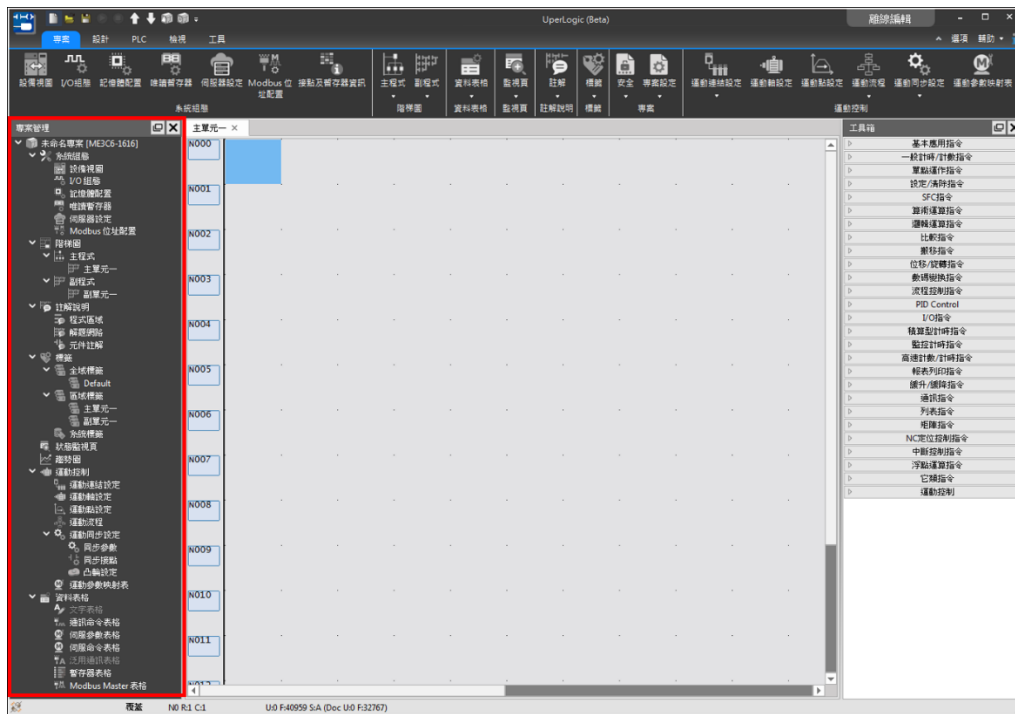 UperLogic (Beta)
離線編輯
專案 設計 PLC 檢視 工具
選項 輔助
設備視圖 I/O組態 記憶體配置 唯讀暫存器 伺服器設定 Modbus 位址配置 接點及暫存器資訊
系統組態
主程式 副程式
階梯圖
資料表格
資料表格
監視頁
監視頁
註解
註解說明
標籤
標籤
安全 專案設定
專案
運動連結設定 運動軸設定 運動點設定 運動流程 運動同步設定 運動參數映射表
運動控制
專案管理
未命名專案 [ME3C6-1616]
系統組態
設備視圖
I/O 組態
記憶體配置
唯讀暫存器
伺服器設定
Modbus 位址配置
階梯圖
主程式
主單元一
副程式
副單元一
註解說明
程式區域
解題網路
元件註解
標籤
全域標籤
Default
區域標籤
主單元一
副單元一
系統標籤
狀態監視頁
趨勢圖
運動控制
運動連結設定
運動軸設定
運動點設定
運動流程
運動同步設定
同步參數
同步接點
凸輪設定
運動參數映射表
資料表格
文字表格
通訊命令表格
伺服參數表格
伺服命令表格
泛用通訊表格
暫存器表格
Modbus Master 表格
主單元一 ×
N000
N001
N002
N003
N004
N005
N006
N007
N008
N009
N010
N011
N012
工具箱
基本應用指令
一般計時/計數指令
單點運作指令
設定/清除指令
SFC指令
算術運算指令
邏輯運算指令
比較指令
搬移指令
位移/旋轉指令
數碼變換指令
流程控制指令
PID Control
I/O指令
積算型計時指令
監控計時指令
高速計數/計時指令
報表列印指令
緩升/緩降指令
通訊指令
列表指令
矩陣指令
NC定位控制指令
中斷控制指令
浮點運算指令
它類指令
運動控制
覆蓋 N0 R:1 C:1 U:0 F:40959 S:A (Doc U:0 F:32767)